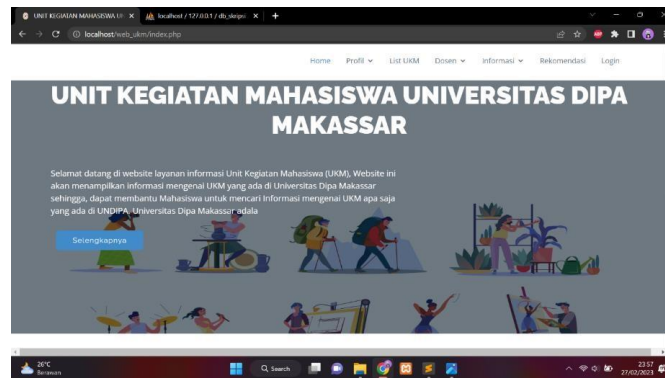 UNIT KEGIATAN MAHASISWA U
localhost / 127.0.0.1 / db_skripsi
localhost/web_ukm/index.php
Home Profil List UKM Dosen Informasi Rekomendasi Login
UNIT KEGIATAN MAHASISWA UNIVERSITAS DIPA
MAKASSAR
Selamat datang di website layanan informasi Unit Kegiatan Mahasiswa (UKM), Website ini
akan menampilkan informasi mengenai UKM yang ada di Universitas Dipa Makassar
sehingga, dapat membantu Mahasiswa untuk mencari Informasi mengenai UKM apa saja
yang ada di UNDIPA. Universitas Dipa Makassar adala
Selengkapnya
26°C
Berawan
Search
23:57
27/02/2023